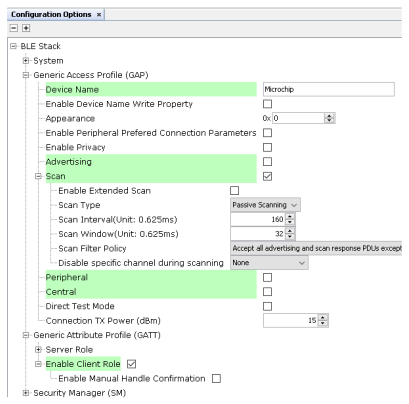 Configuration Options ×
BLE Stack
System
Generic Access Profile (GAP)
Device Name Microchip
Enable Device Name Write Property
Appearance 0x 0
Enable Peripheral Prefered Connection Parameters
Enable Privacy
Advertising
Scan
Enable Extended Scan
Scan Type Passive Scanning
Scan Interval(Unit: 0.625ms) 160
Scan Window(Unit: 0.625ms) 32
Scan Filter Policy Accept all advertising and scan response PDUs except
Disable specific channel during scanning None
Peripheral
Central
Direct Test Mode
Connection TX Power (dBm) 15
Generic Attribute Profile (GATT)
Server Role
Enable Client Role
Enable Manual Handle Confirmation
Security Manager (SM)